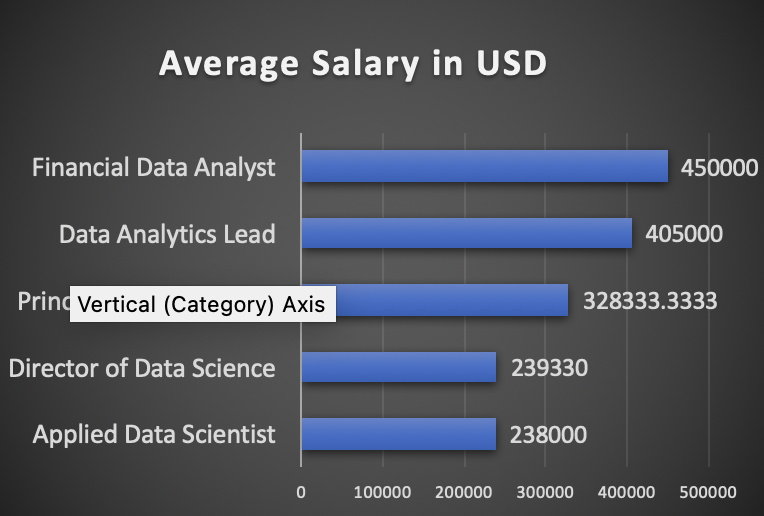 Average Salary in USD
Financial Data Analyst 450000
Data Analytics Lead 405000
Vertical (Category) Axis 328333.3333
Director of Data Science 239330
Applied Data Scientist 238000
0 100000 200000 300000 400000 500000